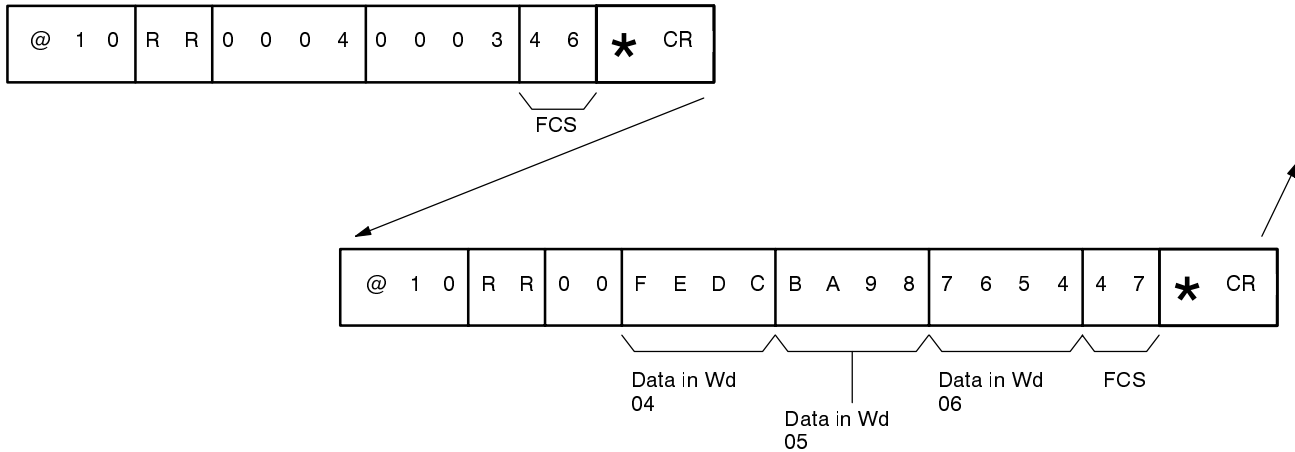 @ 1 0 R R 0 0 0 4 0 0 0 3 4 6 * CR
FCS
@ 1 0 R R 0 0 F E D C B A 9 8 7 6 5 4 4 7 * CR
Data in Wd
04
Data in Wd
05
Data in Wd
06
FCS